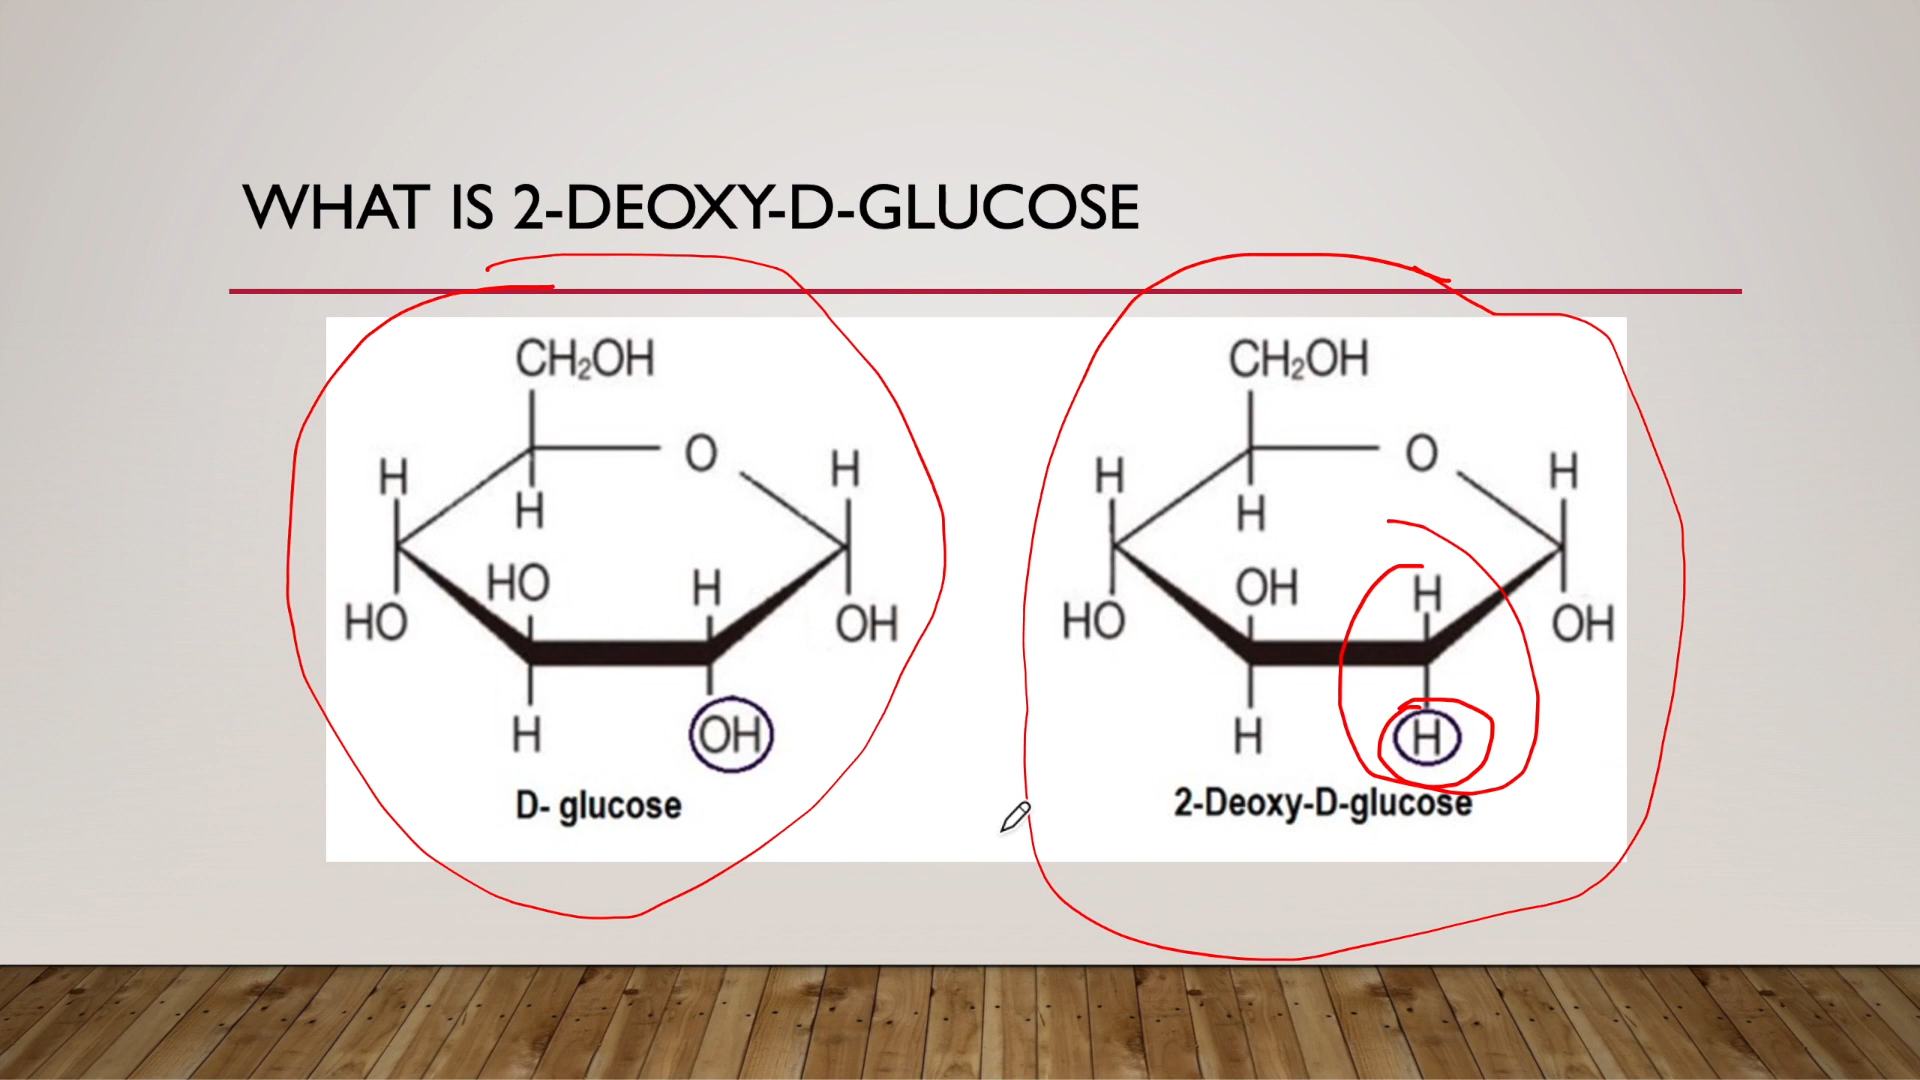 WHAT IS 2-DEOXY-D-GLUCOSE
CH₂OH
O
H
H
H
HO
H
HO
OH
H
OH
D- glucose
CH₂OH
O
H
H
H
OH
H
HO
OH
H
H
2-Deoxy-D-glucose